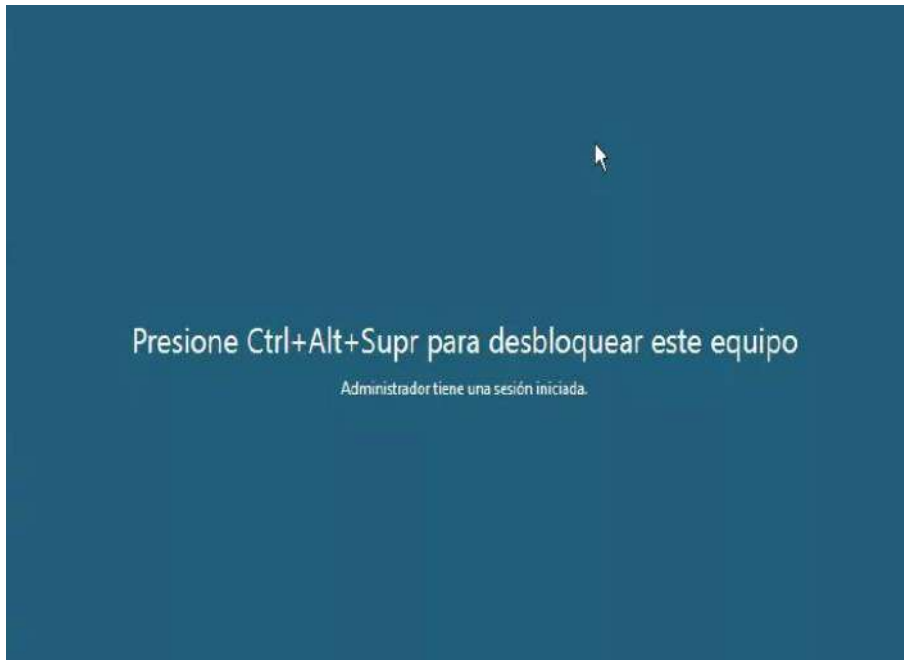 Presione Ctrl+Alt+Supr para desbloquear este equipo
Administrador tiene una sesión iniciada.